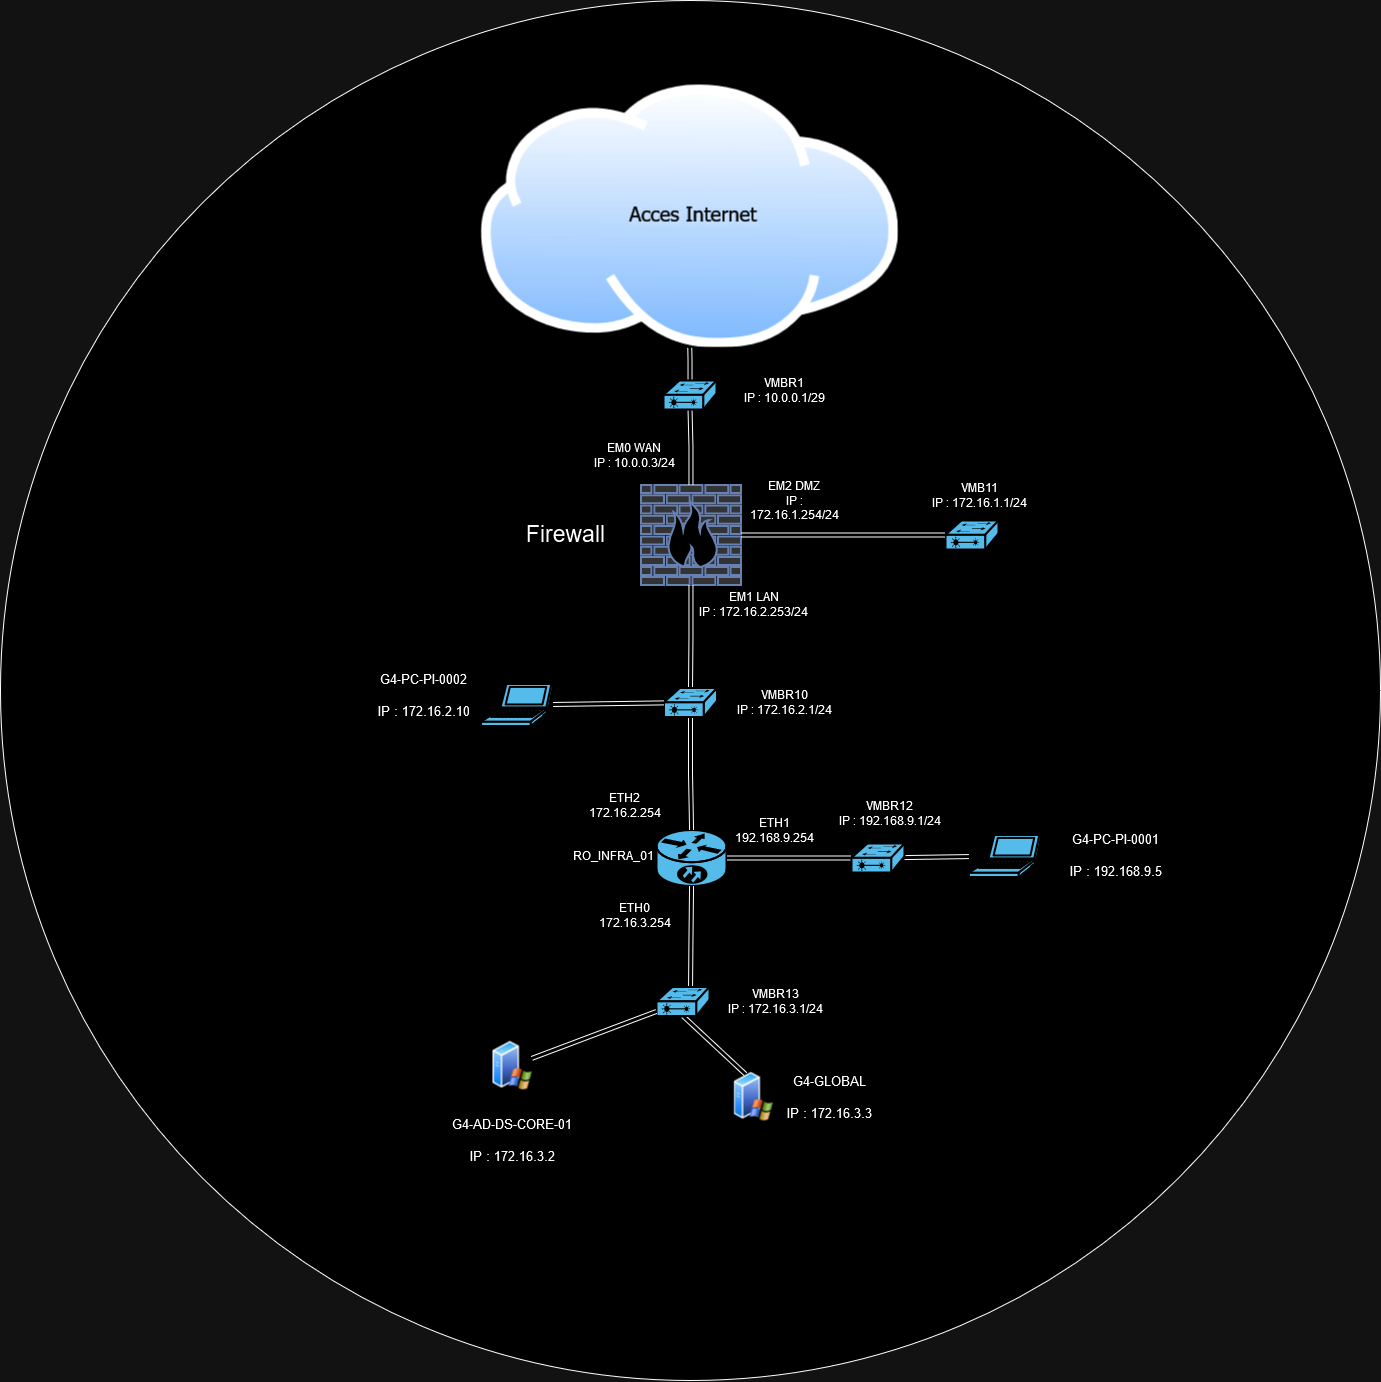 Acces Internet
VMBR1
IP : 10.0.0.1/29
EM0 WAN
IP : 10.0.0.3/24
EM2 DMZ
IP :
172.16.1.254/24
VMB11
IP : 172.16.1.1/24
Firewall
EM1 LAN
IP : 172.16.2.253/24
G4-PC-PI-0002
IP : 172.16.2.10
VMBR10
IP : 172.16.2.1/24
ETH2
172.16.2.254
ETH1
192.168.9.254
VMBR12
IP : 192.168.9.1/24
G4-PC-PI-0001
IP : 192.168.9.5
RO_INFRA_01
ETH0
172.16.3.254
VMBR13
IP : 172.16.3.1/24
G4-GLOBAL
IP : 172.16.3.3
G4-AD-DS-CORE-01
IP : 172.16.3.2